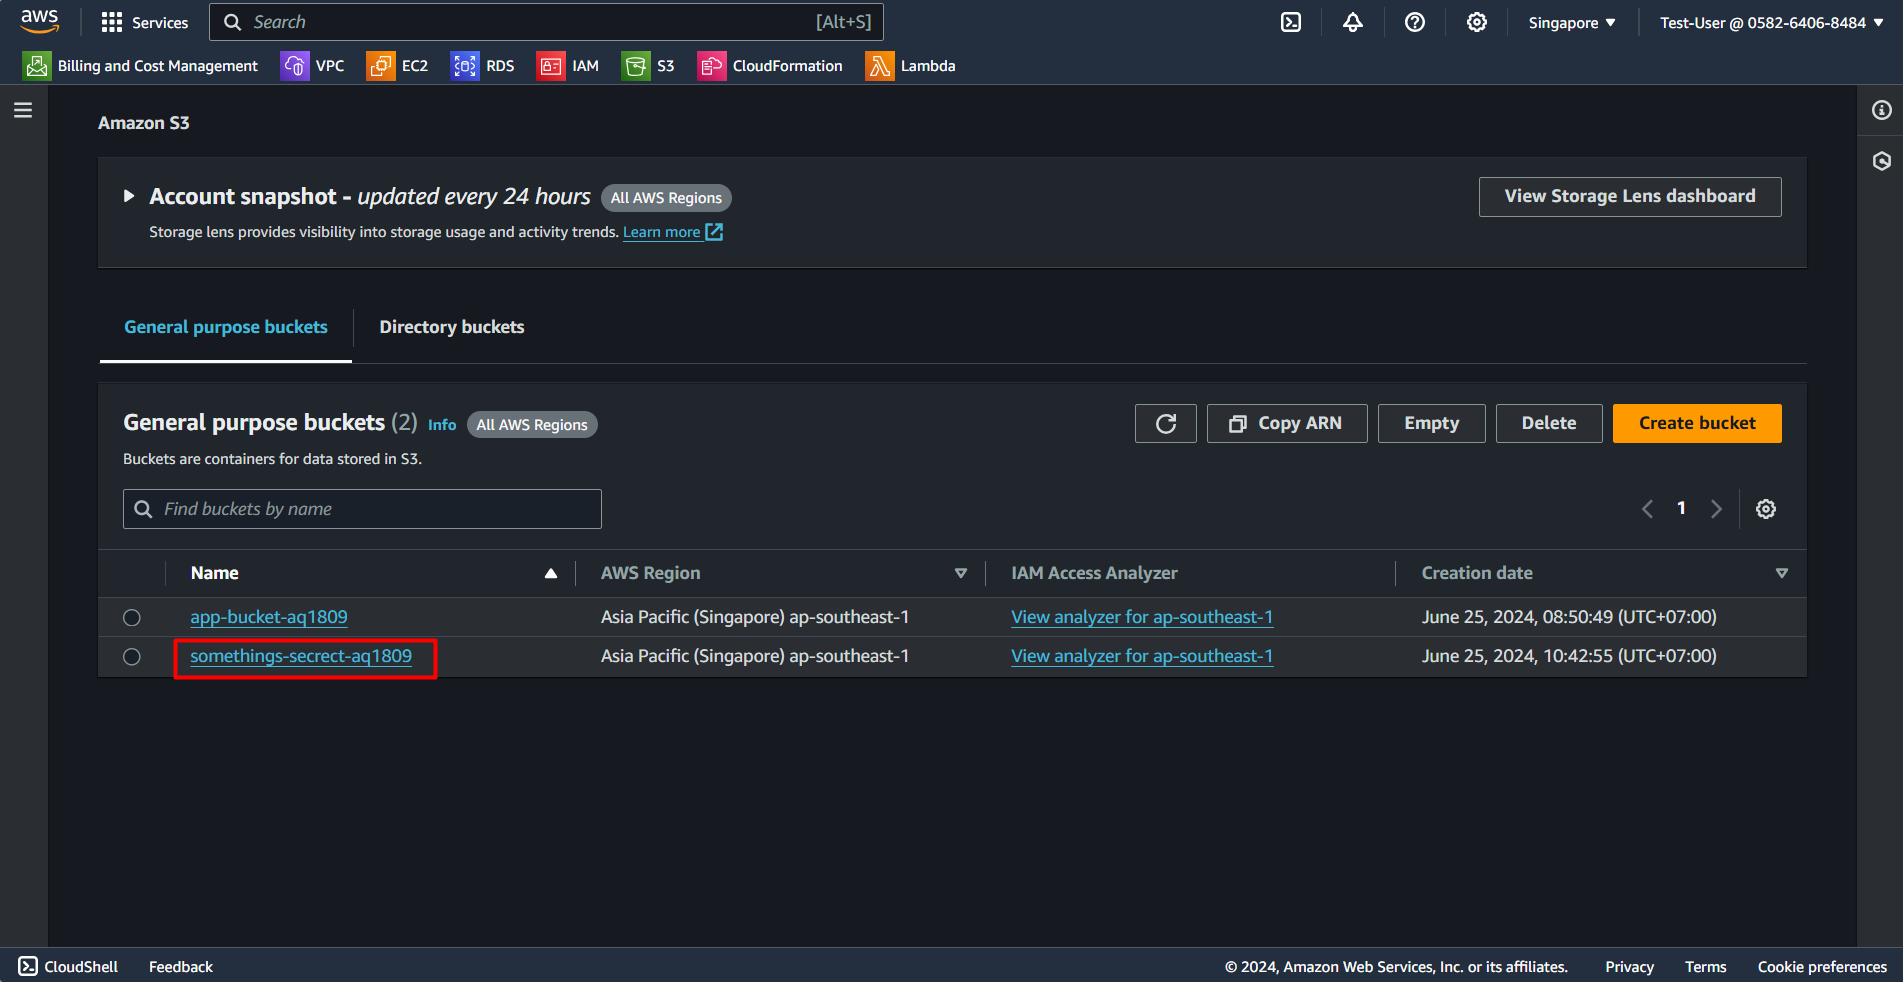 aws Services Search [Alt+S] Singapore Test-User @ 0582-6406-8484
Billing and Cost Management VPC EC2 RDS IAM S3 CloudFormation Lambda
Amazon S3
Account snapshot - updated every 24 hours All AWS Regions View Storage Lens dashboard
Storage lens provides visibility into storage usage and activity trends. Learn more
General purpose buckets Directory buckets
General purpose buckets (2) Info All AWS Regions Copy ARN Empty Delete Create bucket
Buckets are containers for data stored in S3.
Find buckets by name 1
Name AWS Region IAM Access Analyzer Creation date
app-bucket-aq1809 Asia Pacific (Singapore) ap-southeast-1 View analyzer for ap-southeast-1 June 25, 2024, 08:50:49 (UTC+07:00)
somethings-secrect-aq1809 Asia Pacific (Singapore) ap-southeast-1 View analyzer for ap-southeast-1 June 25, 2024, 10:42:55 (UTC+07:00)
CloudShell Feedback © 2024, Amazon Web Services, Inc. or its affiliates. Privacy Terms Cookie preferences